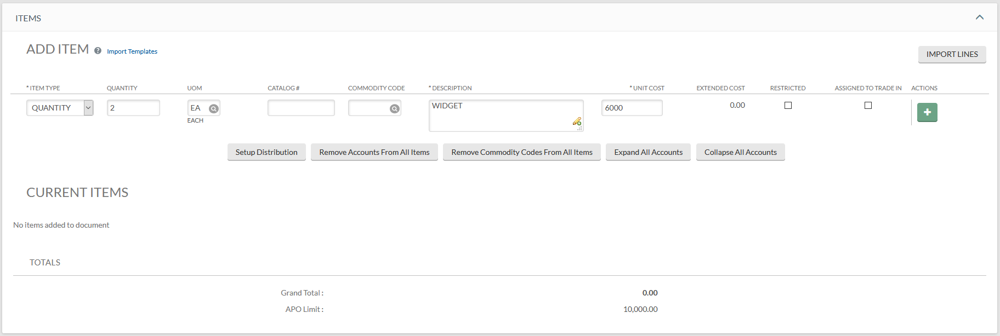 ITEMS
ADD ITEM ? Import Templates
IMPORT LINES
* ITEM TYPE QUANTITY UOM CATALOG # COMMODITY CODE * DESCRIPTION * UNIT COST EXTENDED COST RESTRICTED ASSIGNED TO TRADE IN ACTIONS
QUANTITY 2 EA WIDGET 6000 0.00
EACH
Setup Distribution Remove Accounts From All Items Remove Commodity Codes From All Items Expand All Accounts Collapse All Accounts
CURRENT ITEMS
No items added to document
TOTALS
Grand Total : 0.00
APO Limit : 10,000.00